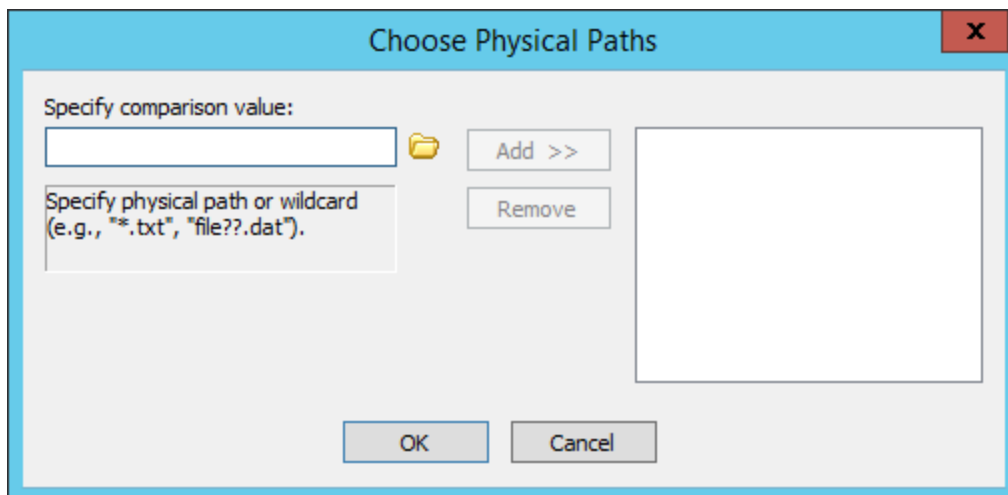 Choose Physical Paths
x
Specify comparison value:
Add >>
Specify physical path or wildcard
(e.g., "*.txt", "file??.dat").
Remove
OK
Cancel